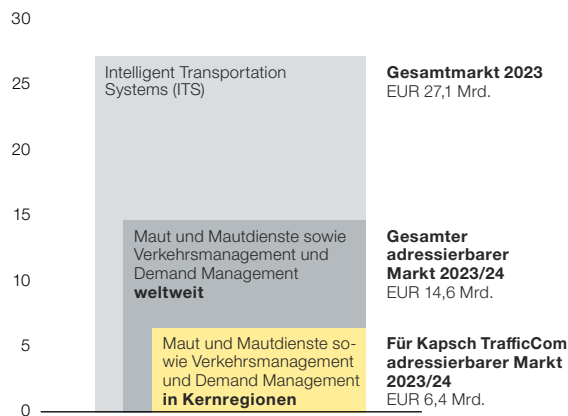 30
25
20
15
10
5
0
Intelligent Transportation
Systems (ITS)
Gesamtmarkt 2023
EUR 27,1 Mrd.
Maut und Mautdienste sowie
Verkehrsmanagement und
Demand Management
weltweit
Gesamter
adressierbarer
Markt 2023/24
EUR 14,6 Mrd.
Maut und Mautdienste so-
wie Verkehrsmanagement
und Demand Management
in Kernregionen
Für Kapsch TrafficCom
adressierbarer Markt
2023/24
EUR 6,4 Mrd.